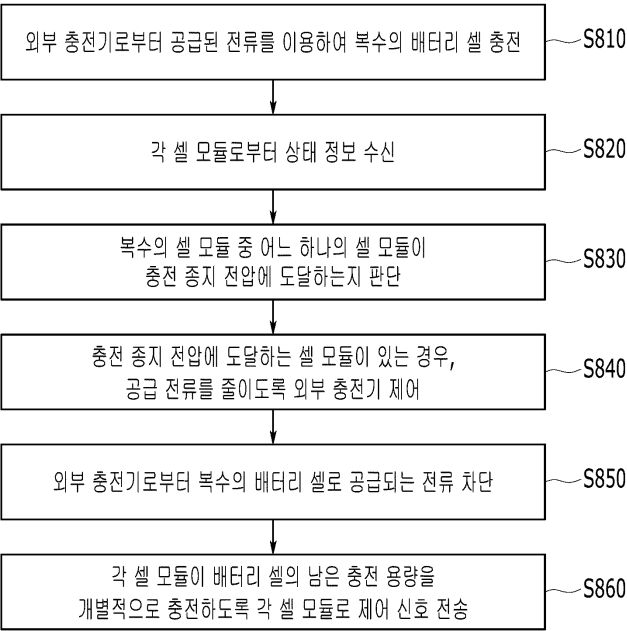 외부 충전기로부터 공급된 전류를 이용하여 복수의 배터리 셀 충전
S810
각 셀 모듈로부터 상태 정보 수신
S820
복수의 셀 모듈 중 어느 하나의 셀 모듈이
충전 종지 전압에 도달하는지 판단
S830
충전 종지 전압에 도달하는 셀 모듈이 있는 경우,
공급 전류를 줄이도록 외부 충전기 제어
S840
외부 충전기로부터 복수의 배터리 셀로 공급되는 전류 차단
S850
각 셀 모듈이 배터리 셀의 남은 충전 용량을
개별적으로 충전하도록 각 셀 모듈로 제어 신호 전송
S860